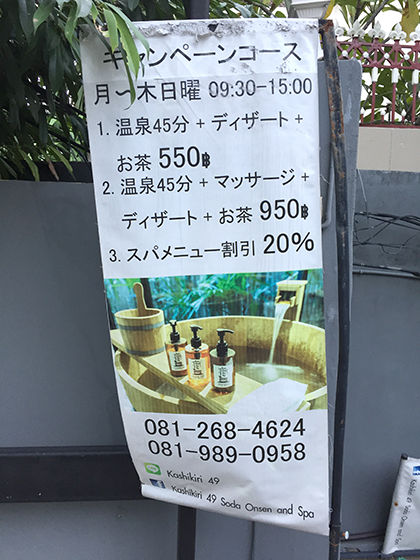 キャンペーンコース
月〜木日曜 09:30-15:00
1. 温泉45分 + ディザート +
お茶 550฿
2. 温泉45分 + マッサージ +
ディザート + お茶 950฿
3. スパメニュー割引 20%
081-268-4624
081-989-0958
Kashikiri 49
Kashikiri 49 Soda Onsen and Spa